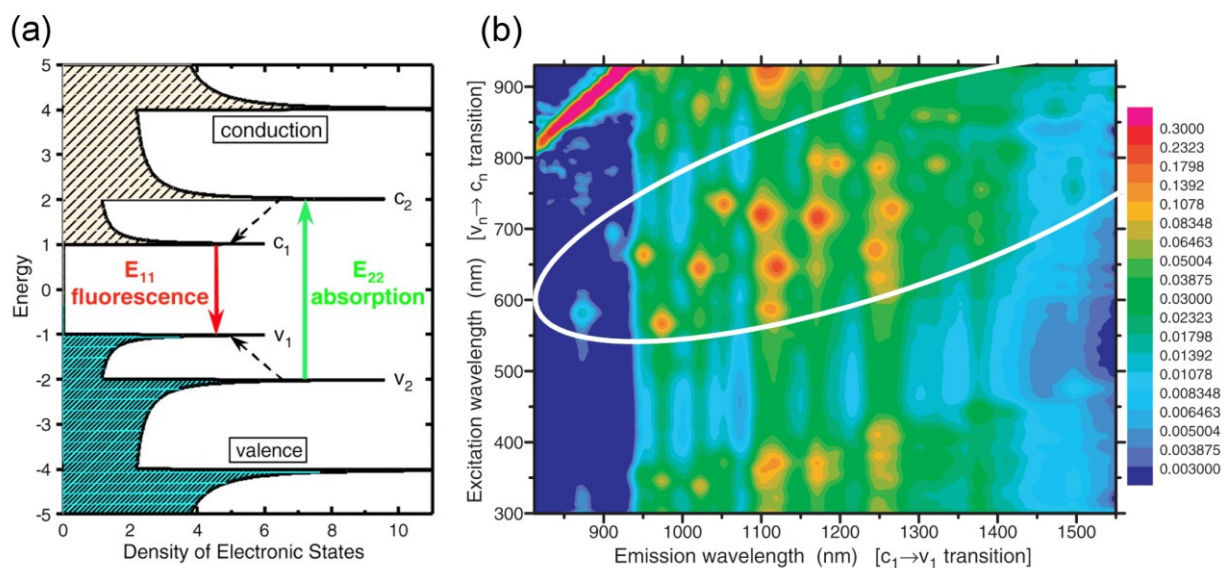 (a)
5
4
3
2
1
0
-1
-2
-3
-4
-5
Energy
conduction
c2
c1
E11
fluorescence
E22
absorption
v1
v2
valence
0 2 4 6 8 10
Density of Electronic States
(b)
Excitation wavelength (nm) [vn→ cn transition]
900
800
700
600
500
400
300
900 1000 1100 1200 1300 1400 1500
Emission wavelength (nm) [c1→v1 transition]
0.3000
0.2323
0.1798
0.1392
0.1078
0.08348
0.06463
0.05004
0.03875
0.03000
0.02323
0.01798
0.01392
0.01078
0.008348
0.006463
0.005004
0.003875
0.003000